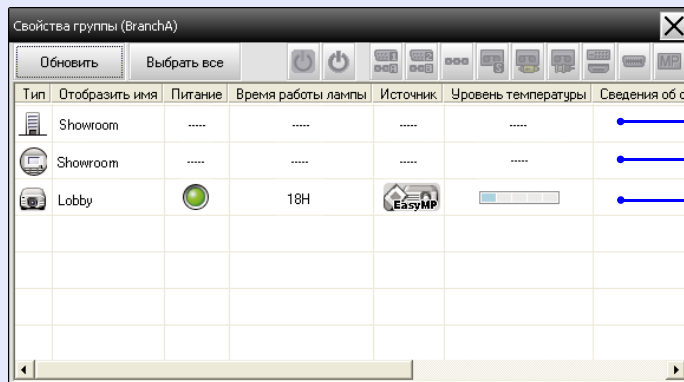 Свойства группы (BranchA)
Обновить Выбрать все MP
Тип Отобразить имя Питание Время работы лампы Источник Уровень температуры Сведения об о
Showroom ----- ----- ----- -----
Showroom ----- ----- ----- -----
Lobby 18H EasyMP